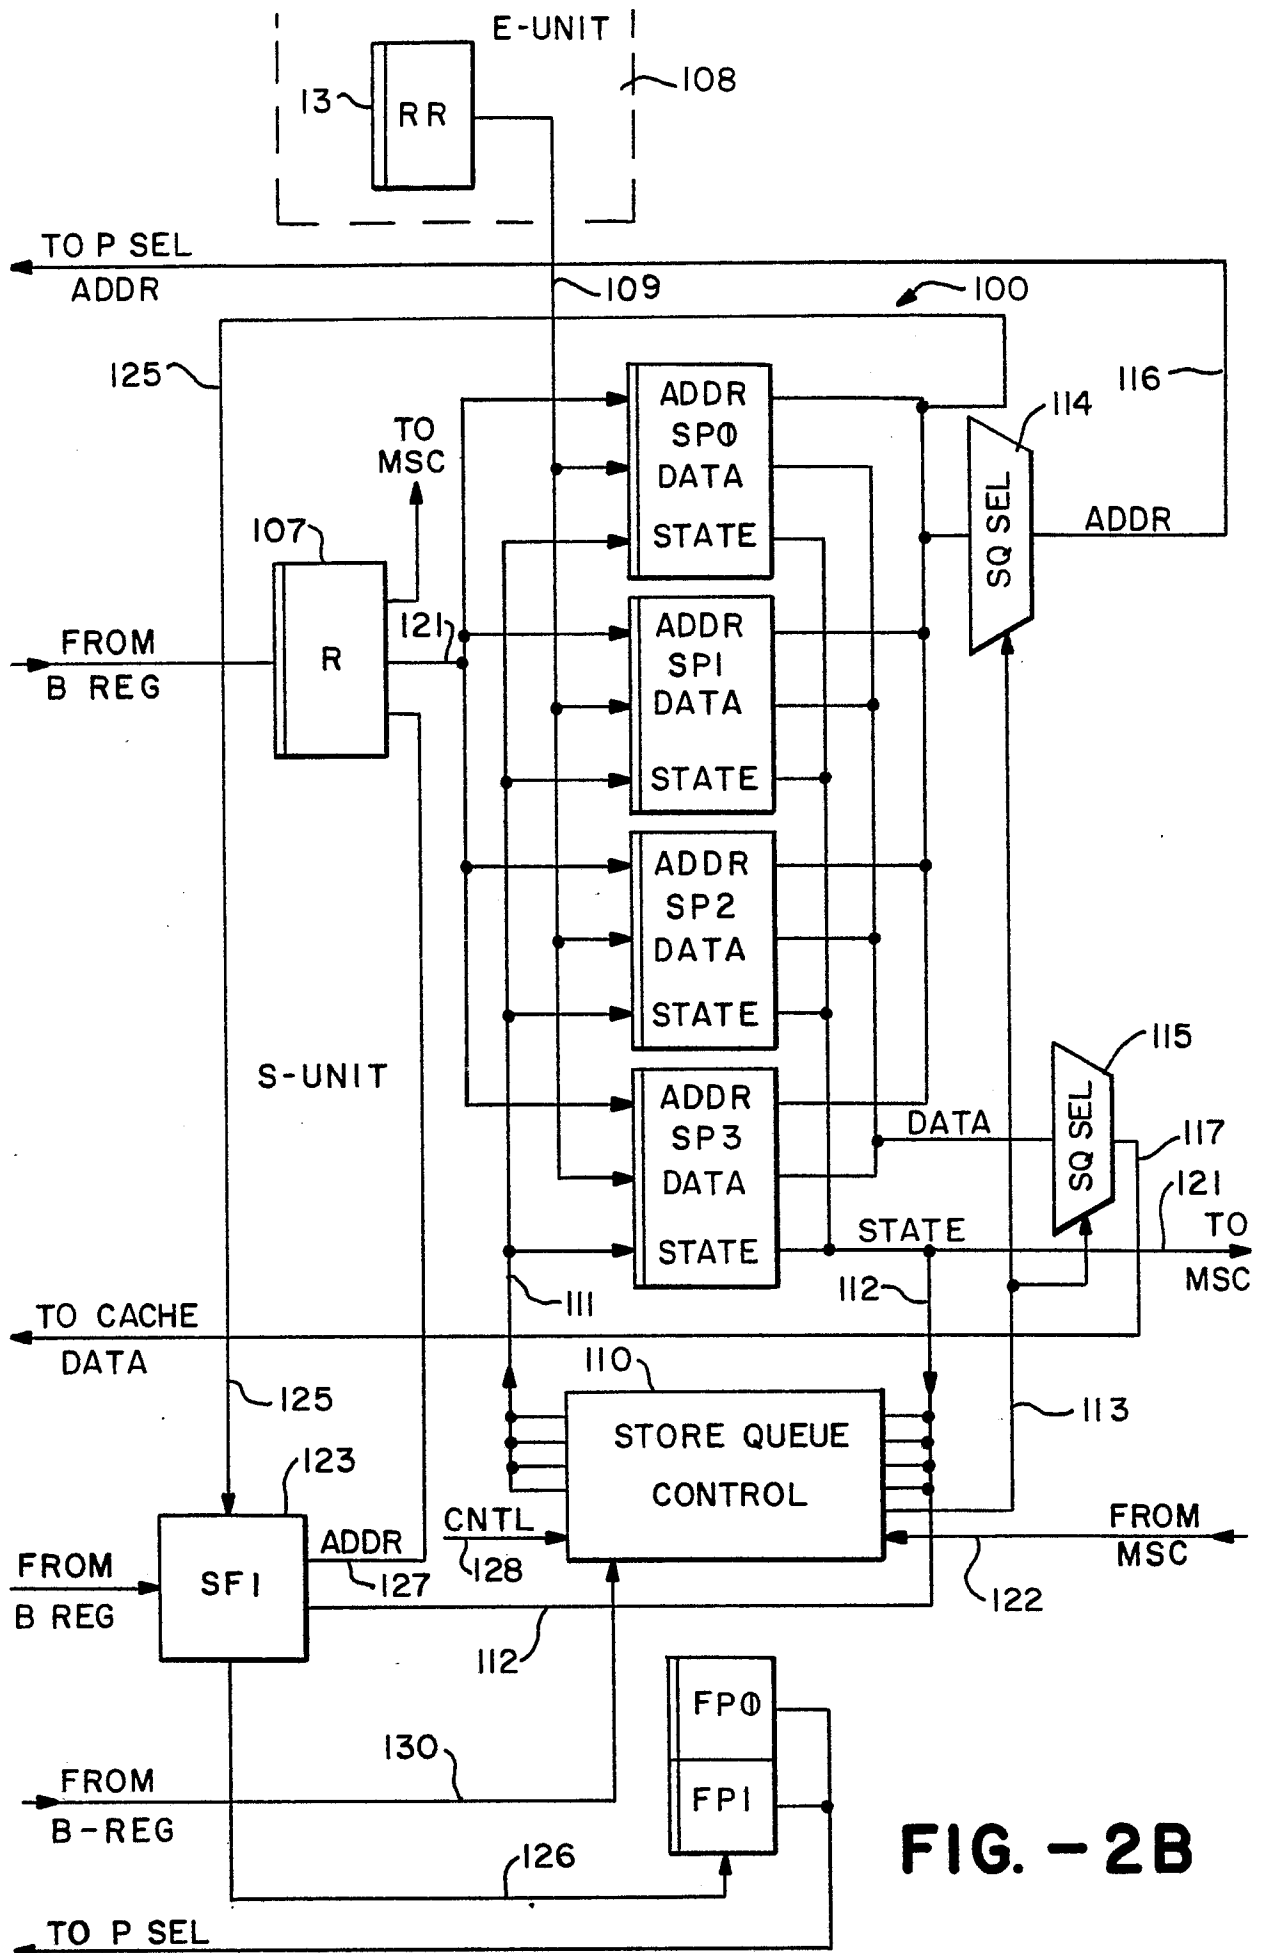 E-UNIT
108
13
RR
TO P SEL
ADDR
109
100
125
116
114
ADDR
SP0
DATA
STATE
TO
MSC
SQ SEL
ADDR
107
121
FROM
B REG
R
ADDR
SP1
DATA
STATE
ADDR
SP2
DATA
STATE
S-UNIT
115
ADDR
SP3
DATA
STATE
DATA
SQ SEL
117
121
STATE
TO
MSC
111
112
TO CACHE
DATA
110
125
113
STORE QUEUE
CONTROL
123
CNTL
128
FROM
MSC
122
ADDR
127
FROM
B REG
SF1
112
FP0
FP1
130
FROM
B-REG
126
TO P SEL
FIG. - 2B